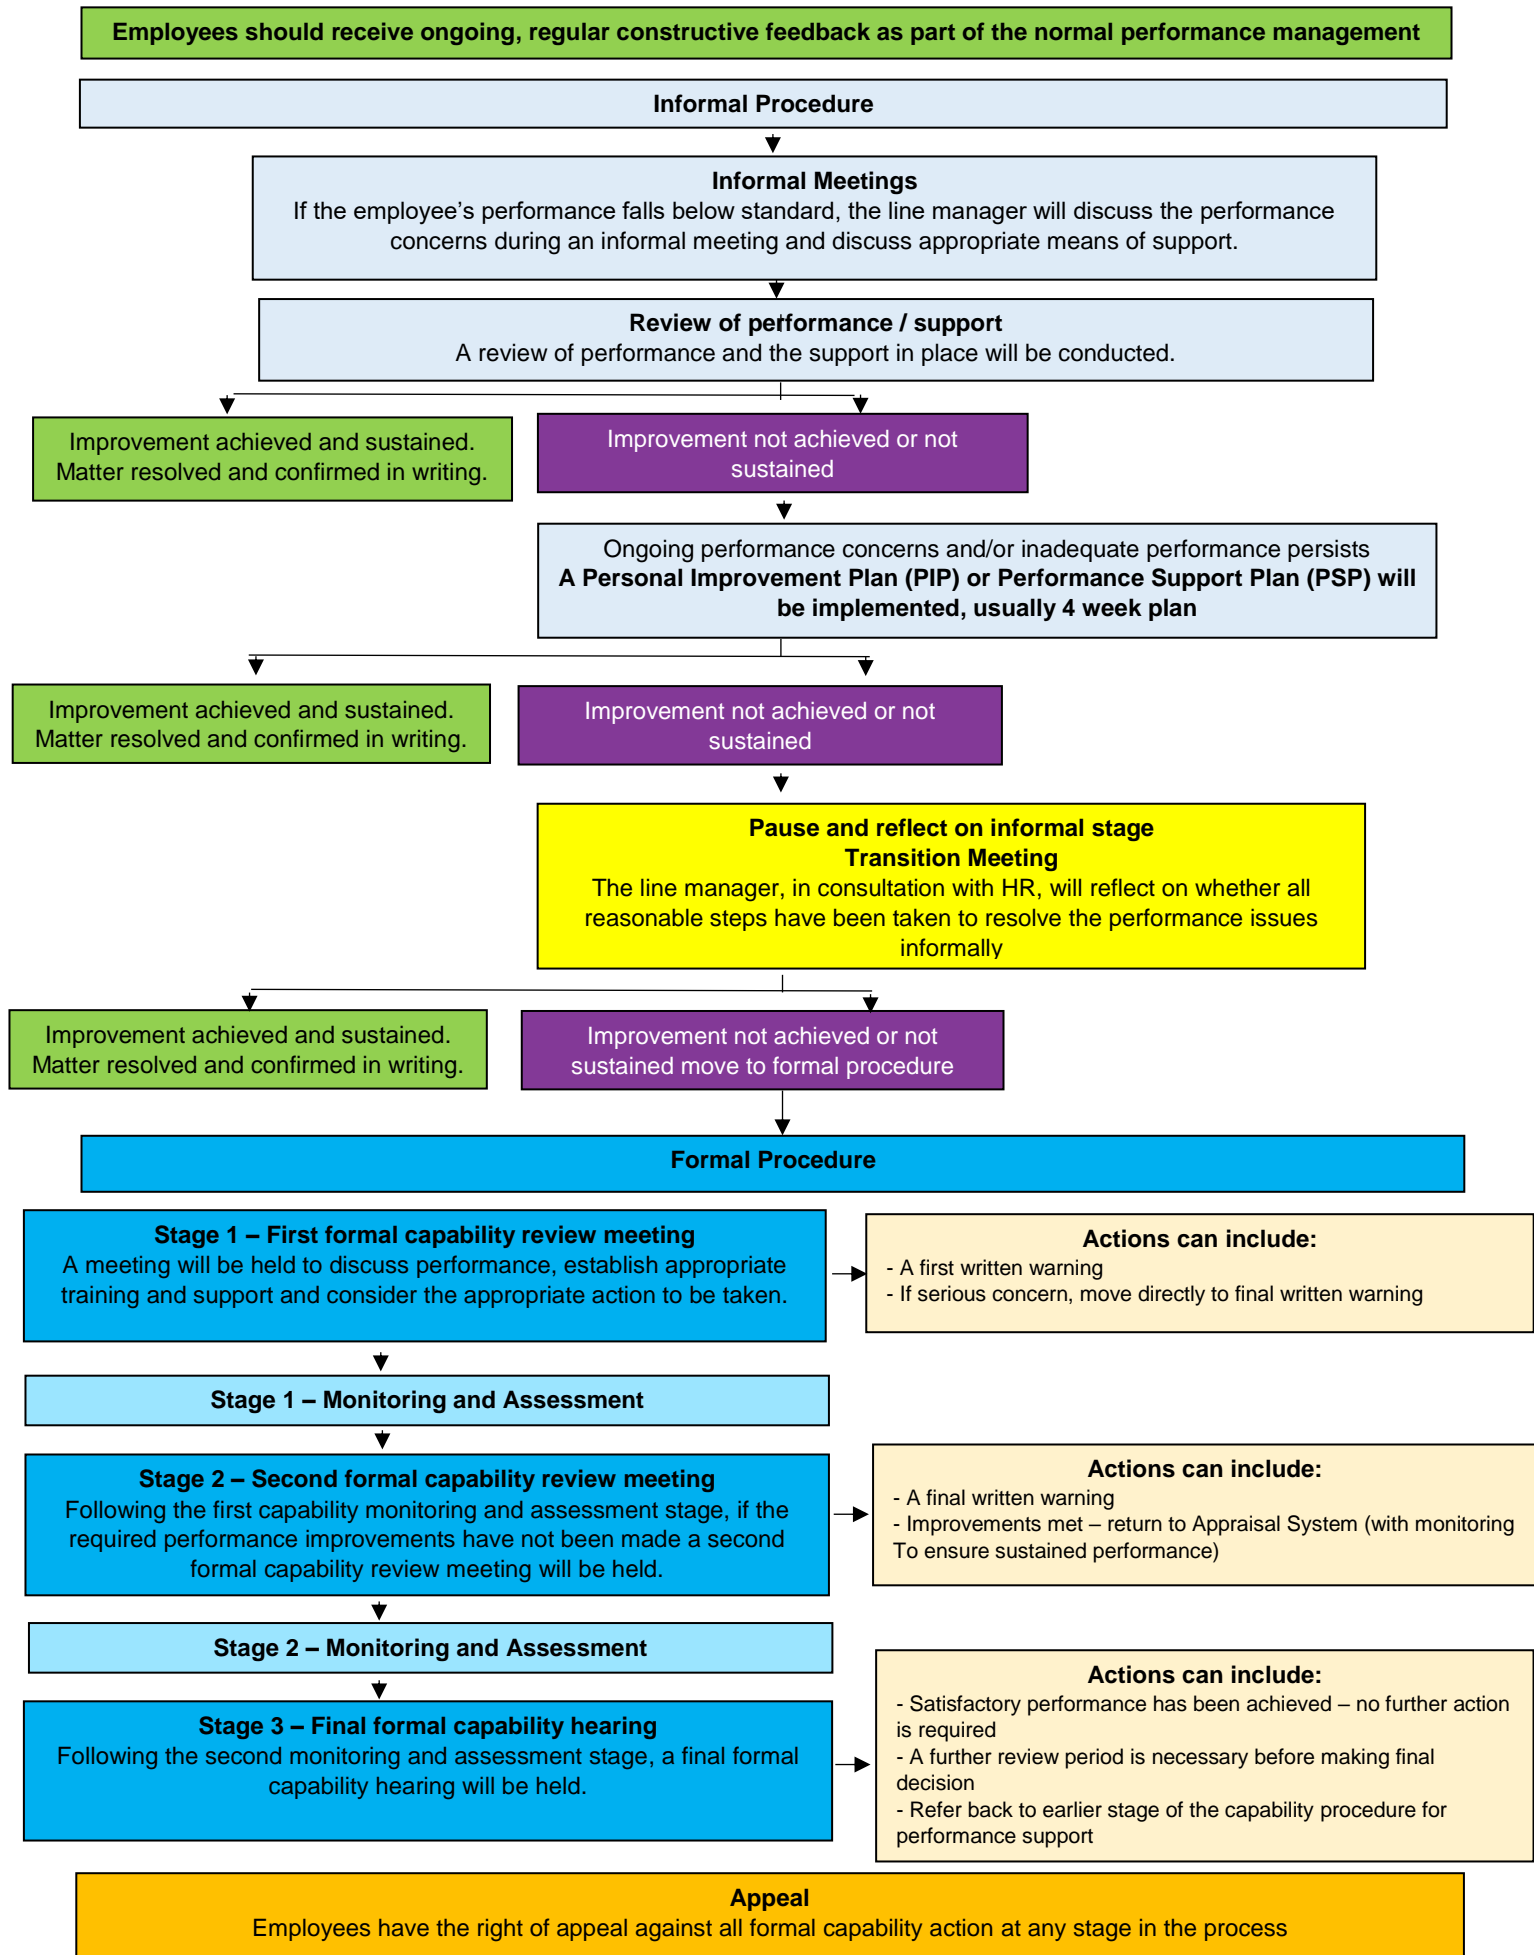 Employees should receive ongoing, regular constructive feedback as part of the normal performance management
Informal Procedure
Informal Meetings
If the employee's performance falls below standard, the line manager will discuss the performance
concerns during an informal meeting and discuss appropriate means of support.
Review of performance / support
A review of performance and the support in place will be conducted.
Improvement achieved and sustained.
Matter resolved and confirmed in writing.
Improvement not achieved or not
sustained
Ongoing performance concerns and/or inadequate performance persists
A Personal Improvement Plan (PIP) or Performance Support Plan (PSP) will
be implemented, usually 4 week plan
Improvement achieved and sustained.
Matter resolved and confirmed in writing.
Improvement not achieved or not
sustained
Pause and reflect on informal stage
Transition Meeting
The line manager, in consultation with HR, will reflect on whether all
reasonable steps have been taken to resolve the performance issues
informally
Improvement achieved and sustained.
Matter resolved and confirmed in writing.
Improvement not achieved or not
sustained move to formal procedure
Formal Procedure
Stage 1 – First formal capability review meeting
A meeting will be held to discuss performance, establish appropriate
training and support and consider the appropriate action to be taken.
Actions can include:
- A first written warning
- If serious concern, move directly to final written warning
Stage 1 – Monitoring and Assessment
Stage 2 – Second formal capability review meeting
Following the first capability monitoring and assessment stage, if the
required performance improvements have not been made a second
formal capability review meeting will be held.
Actions can include:
- A final written warning
- Improvements met – return to Appraisal System (with monitoring
To ensure sustained performance)
Stage 2 – Monitoring and Assessment
Stage 3 – Final formal capability hearing
Following the second monitoring and assessment stage, a final formal
capability hearing will be held.
Actions can include:
- Satisfactory performance has been achieved – no further action
is required
- A further review period is necessary before making final
decision
- Refer back to earlier stage of the capability procedure for
performance support
Appeal
Employees have the right of appeal against all formal capability action at any stage in the process